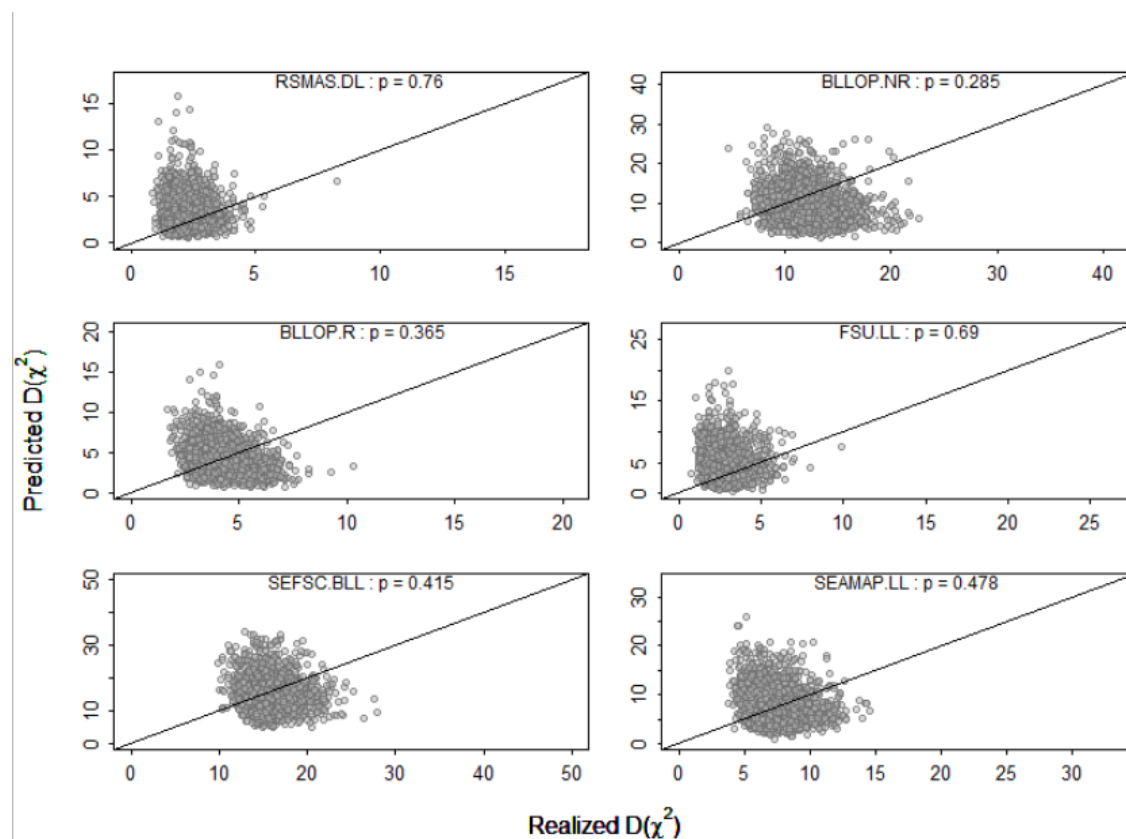 RSMAS.DL : p = 0.76
15
10
5
0
0 5 10 15
BLLOP.NR : p = 0.285
40
30
20
10
0
0 10 20 30 40
BLLOP.R : p = 0.365
20
15
10
5
0
0 5 10 15 20
FSU.LL : p = 0.69
25
15
5
0
0 5 10 15 20 25
SEFSC.BLL : p = 0.415
50
30
10
0
0 10 20 30 40 50
SEAMAP.LL : p = 0.478
30
20
10
0
0 5 10 15 20 25 30
Predicted D(χ²)
Realized D(χ²)